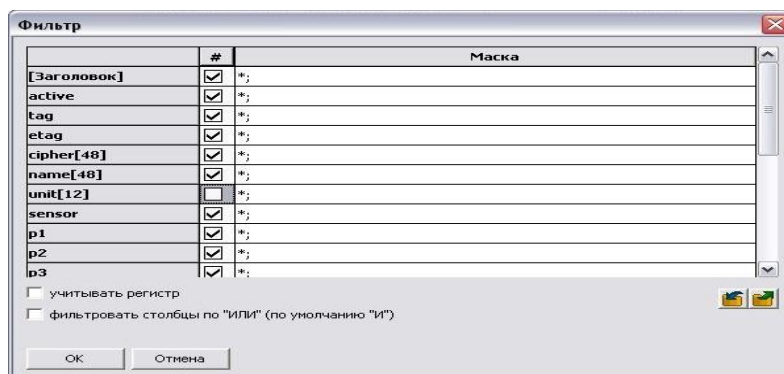 Фильтр
# Маска
[Заголовок] *;
active *;
tag *;
etag *;
cipher[48] *;
name[48] *;
unit[12] *;
sensor *;
p1 *;
p2 *;
p3 *;
учитывать регистр
фильтровать столбцы по "ИЛИ" (по умолчанию "И")
OK Отмена